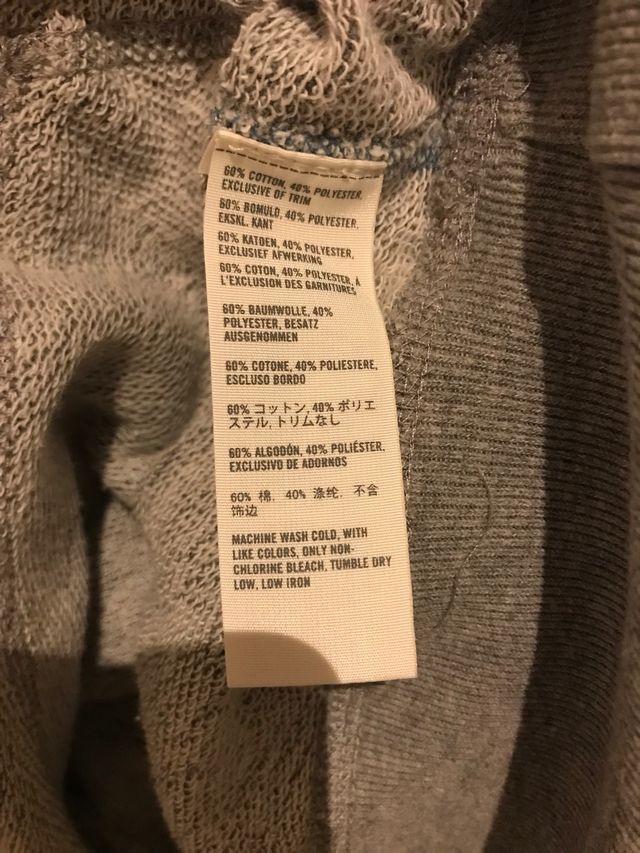 60% COTTON, 40% POLYESTER,
EXCLUSIVE OF TRIM
60% BOMULD, 40% POLYESTER,
EKSKL. KANT
60% KATOEN, 40% POLYESTER,
EXCLUSIEF AFWERKING
60% COTON, 40% POLYESTER, A
L'EXCLUSION DES GARNITURES
60% BAUMWOLLE, 40%
POLYESTER, BESATZ
AUSGENOMMEN
60% COTONE, 40% POLIESTERE,
ESCLUSO BORDO
60% コットン, 40% ポリエ
ステル, トリムなし
60% ALGODÓN, 40% POLIÉSTER,
EXCLUSIVO DE ADORNOS
60% 棉, 40% 涤纶, 不含
饰边
MACHINE WASH COLD, WITH
LIKE COLORS, ONLY NON-
CHLORINE BLEACH, TUMBLE DRY
LOW, LOW IRON